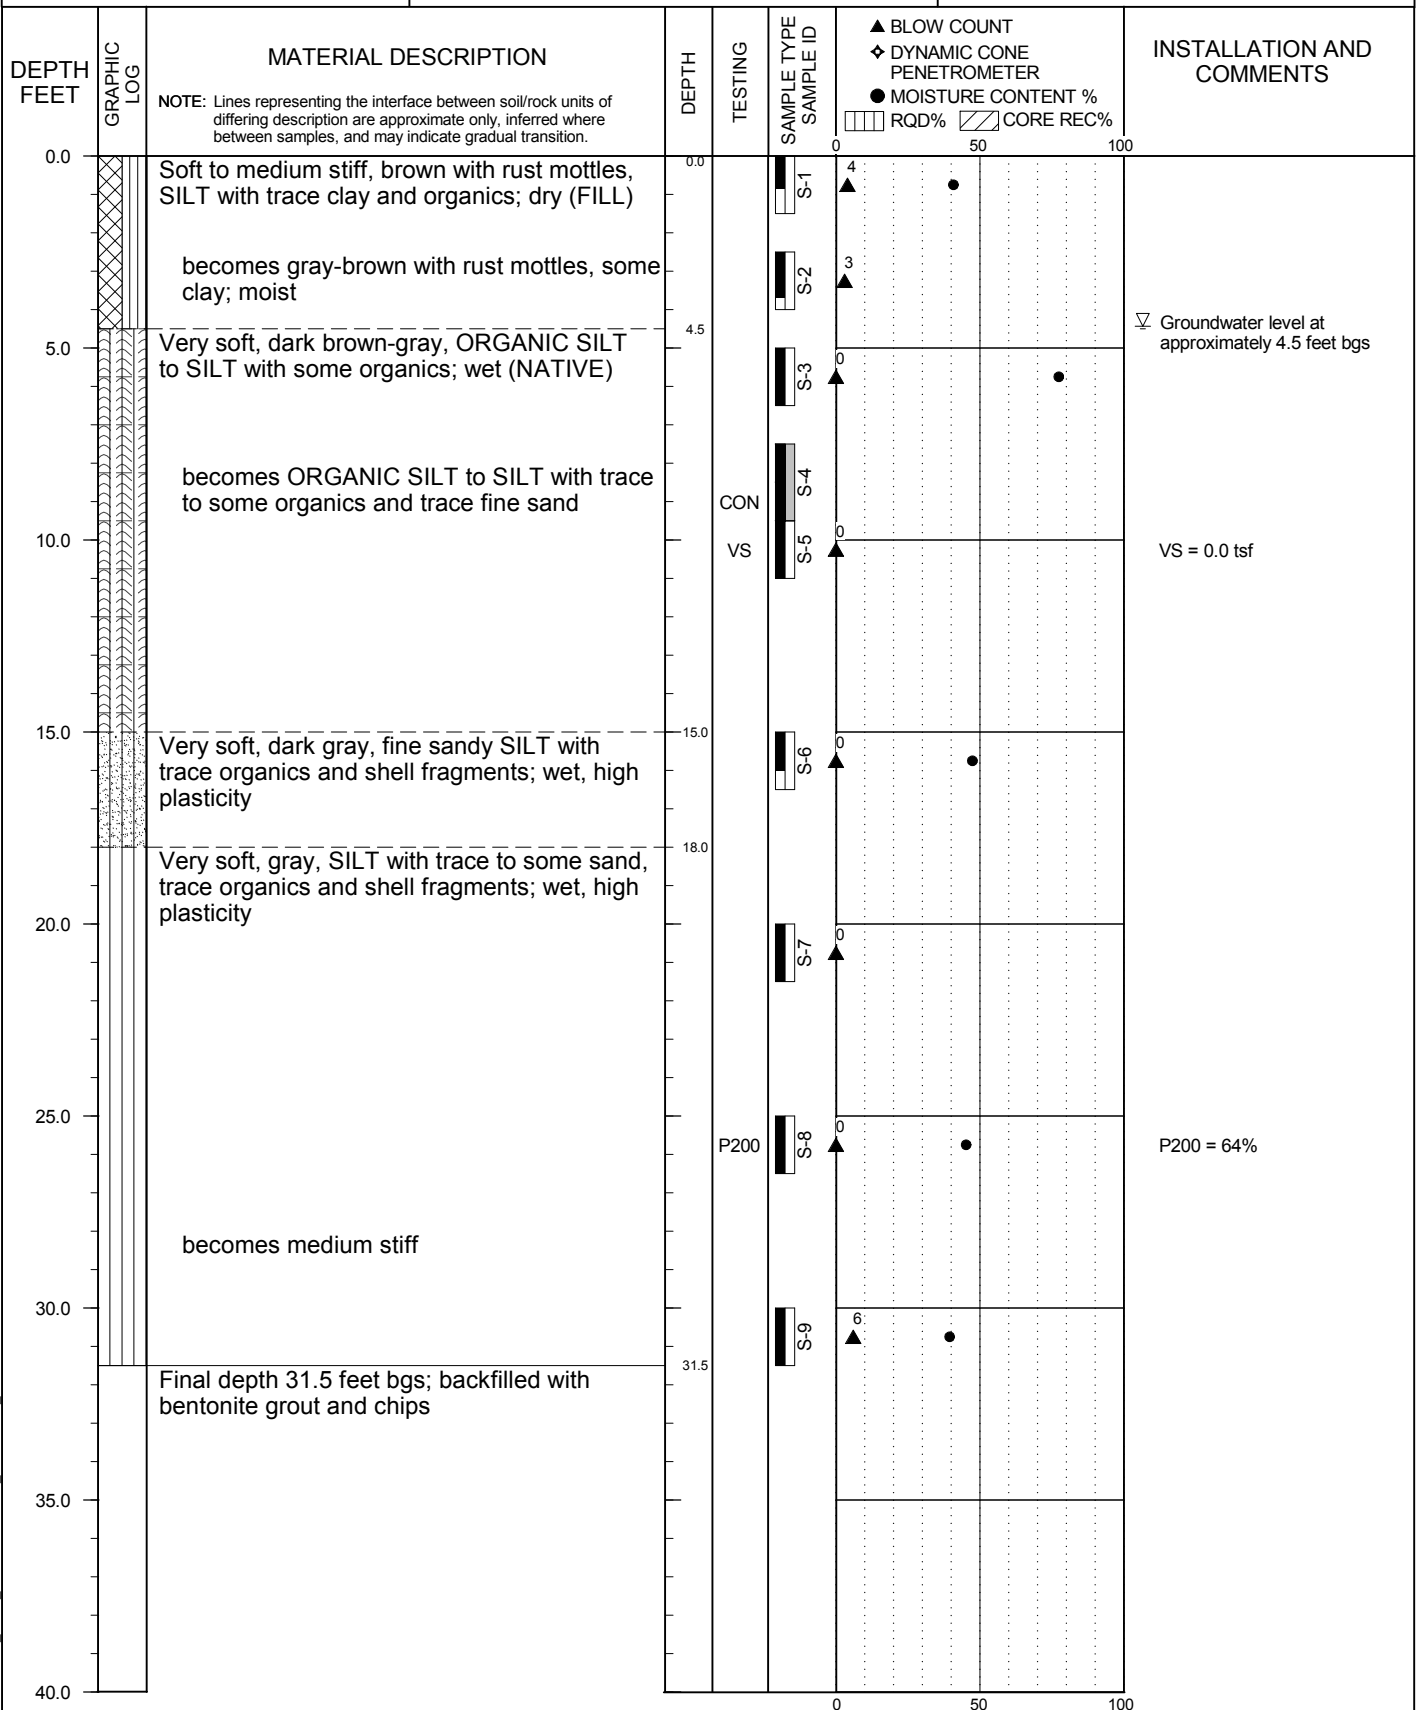 DEPTH
FEET
GRAPHIC
LOG
MATERIAL DESCRIPTION
NOTE: Lines representing the interface between soil/rock units of
differing description are approximate only, inferred where
between samples, and may indicate gradual transition.
DEPTH
TESTING
SAMPLE TYPE
SAMPLE ID
BLOW COUNT
DYNAMIC CONE
PENETROMETER
MOISTURE CONTENT %
RQD% CORE REC%
INSTALLATION AND
COMMENTS
0 50 100
0.0
Soft to medium stiff, brown with rust mottles,
SILT with trace clay and organics; dry (FILL)
0.0
S-1
4
becomes gray-brown with rust mottles, some
clay; moist
S-2
3
4.5
Groundwater level at
approximately 4.5 feet bgs
5.0
Very soft, dark brown-gray, ORGANIC SILT
to SILT with some organics; wet (NATIVE)
S-3
0
becomes ORGANIC SILT to SILT with trace
to some organics and trace fine sand
CON
S-4
10.0
VS
S-5
0
VS = 0.0 tsf
15.0
15.0
Very soft, dark gray, fine sandy SILT with
trace organics and shell fragments; wet, high
plasticity
S-6
0
18.0
Very soft, gray, SILT with trace to some sand,
trace organics and shell fragments; wet, high
plasticity
20.0
S-7
0
25.0
P200
S-8
0
P200 = 64%
becomes medium stiff
30.0
S-9
6
31.5
Final depth 31.5 feet bgs; backfilled with
bentonite grout and chips
35.0
40.0
0 50 100